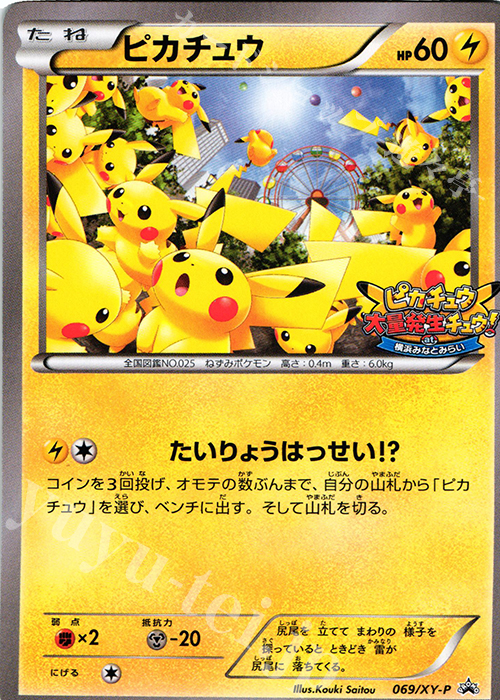 たね ピカチュウ HP60
ピカチュウ
大量発生チュウ!
at
横浜みなとみらい
全国図鑑NO.025 ねずみポケモン 高さ:0.4m 重さ:6.0kg
たいりょうはっせい!?
コインを3回投げ、オモテの数ぶんまで、自分の山札から「ピカ
チュウ」を選び、ベンチに出す。そして山札を切る。
弱点 抵抗力
×2 -20
にげる
尻尾を 立てて まわりの 様子を
探っていると ときどき 雷が
尻尾に 落ちてくる。
Illus.Kouki Saitou 069/XY-P
yuyu-tei